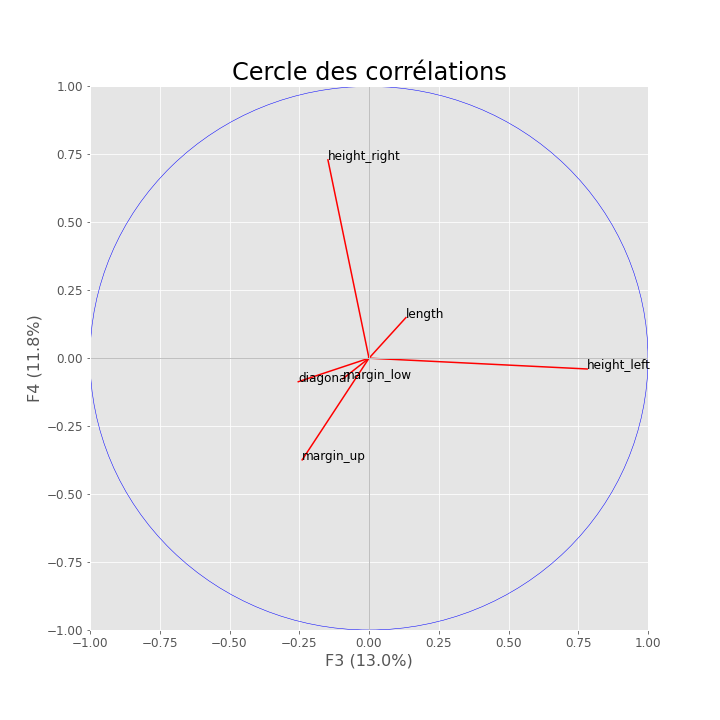 Cercle des corrélations
1.00
0.75
0.50
0.25
0.00
−0.25
−0.50
−0.75
−1.00
F4 (11.8%)
height_right
length
height_left
diagonal
margin_low
margin_up
−1.00 −0.75 −0.50 −0.25 0.00 0.25 0.50 0.75 1.00
F3 (13.0%)